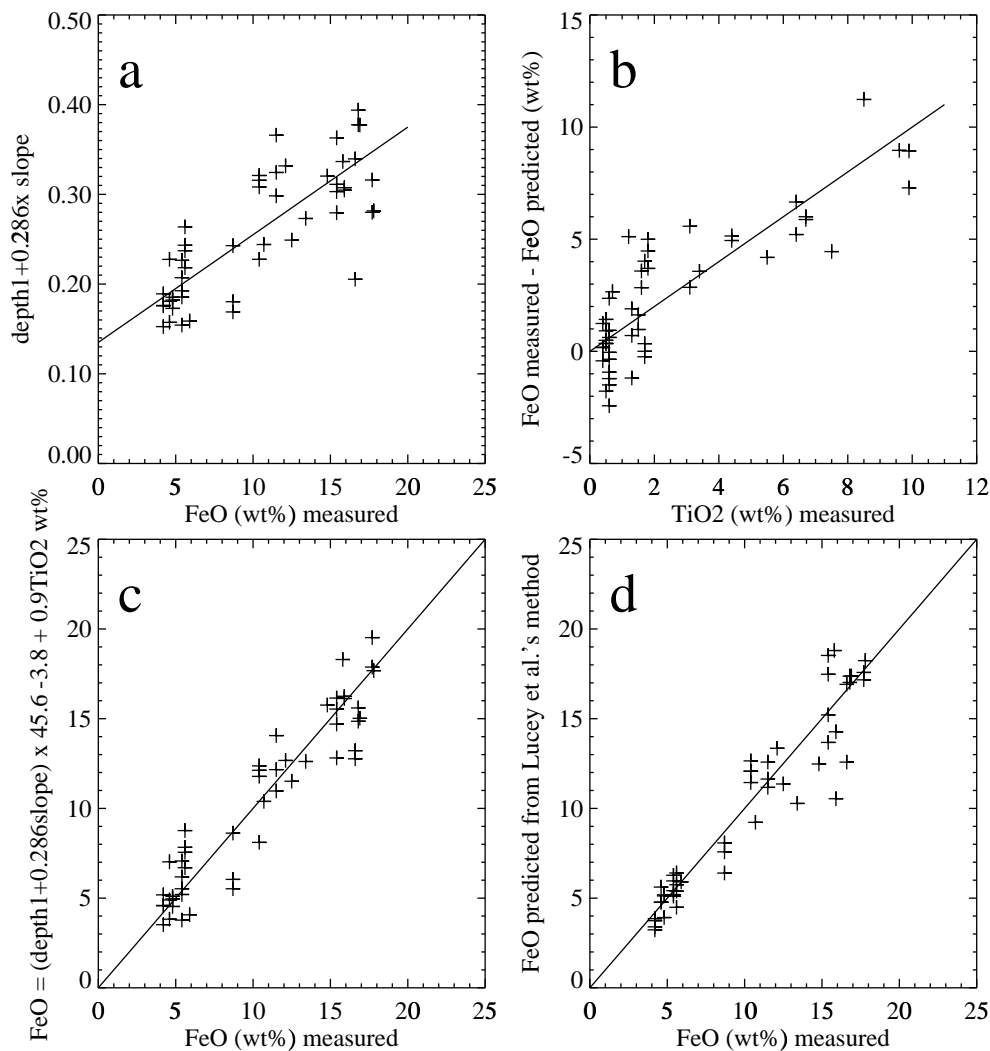 a
0.50
0.40
0.30
0.20
0.10
0.00
depth1+0.286x slope
0 5 10 15 20 25
FeO (wt%) measured
b
15
10
5
0
-5
FeO measured - FeO predicted (wt%)
0 2 4 6 8 10 12
TiO2 (wt%) measured
c
25
20
15
10
5
0
FeO = (depth1+0.286slope) x 45.6 -3.8 + 0.9TiO2 wt%
0 5 10 15 20 25
FeO (wt%) measured
d
25
20
15
10
5
0
FeO predicted from Lucey et al.'s method
0 5 10 15 20 25
FeO (wt%) measured